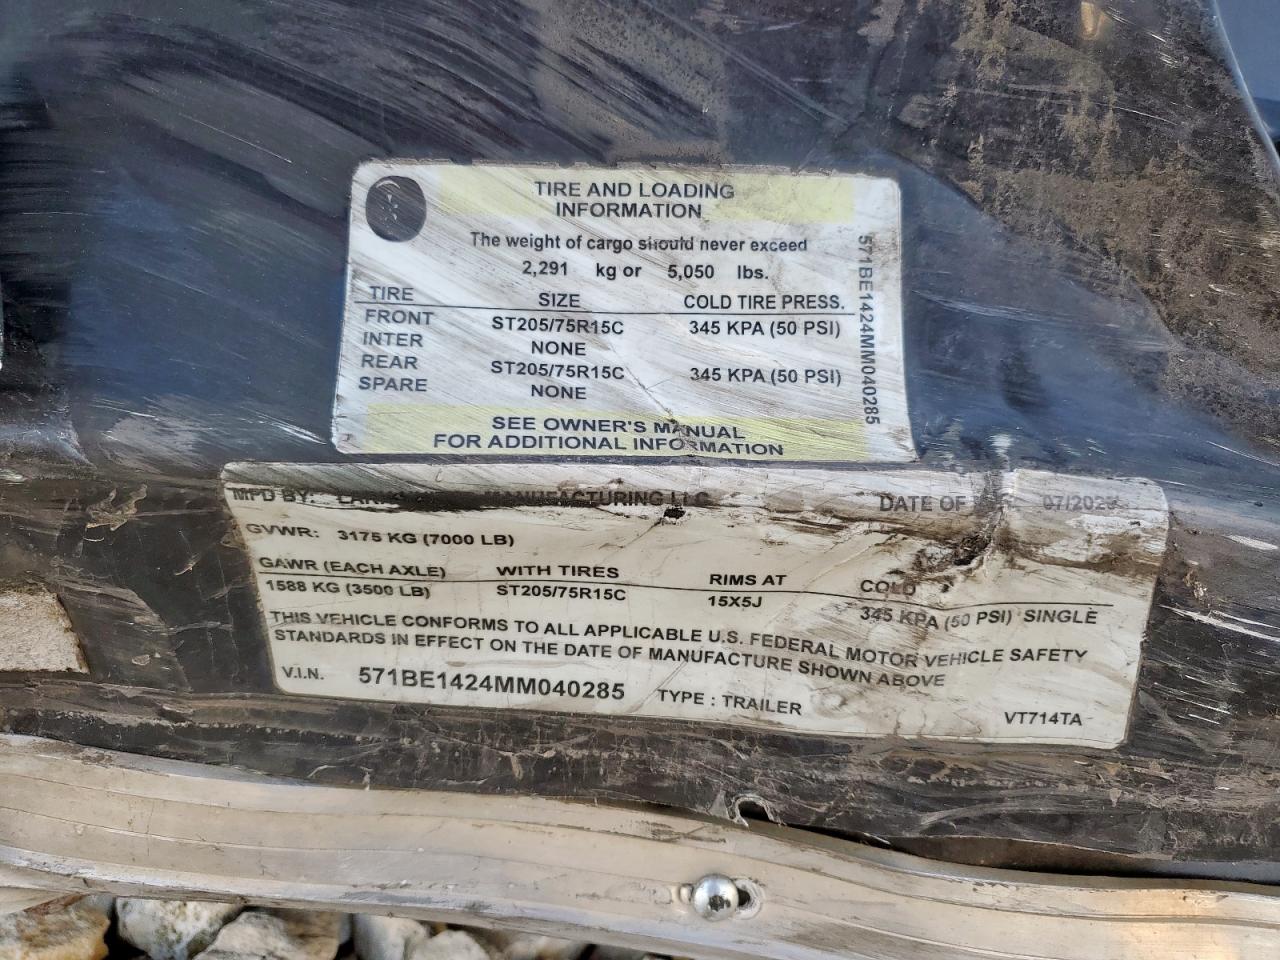 TIRE AND LOADING
INFORMATION
The weight of cargo should never exceed
2,291 kg or 5,050 lbs.
TIRE SIZE COLD TIRE PRESS.
FRONT ST205/75R15C 345 KPA (50 PSI)
INTER NONE
REAR ST205/75R15C 345 KPA (50 PSI)
SPARE NONE
SEE OWNER'S MANUAL
FOR ADDITIONAL INFORMATION
571BE1424MM040285
MFD BY: MANUFACTURING LLC DATE OF
GVWR: 3175 KG (7000 LB)
GAWR (EACH AXLE) WITH TIRES RIMS AT COLD
1588 KG (3500 LB) ST205/75R15C 15X5J 345 KPA (50 PSI) SINGLE
THIS VEHICLE CONFORMS TO ALL APPLICABLE U.S. FEDERAL MOTOR VEHICLE SAFETY
STANDARDS IN EFFECT ON THE DATE OF MANUFACTURE SHOWN ABOVE
V.I.N. 571BE1424MM040285 TYPE : TRAILER VT714TA